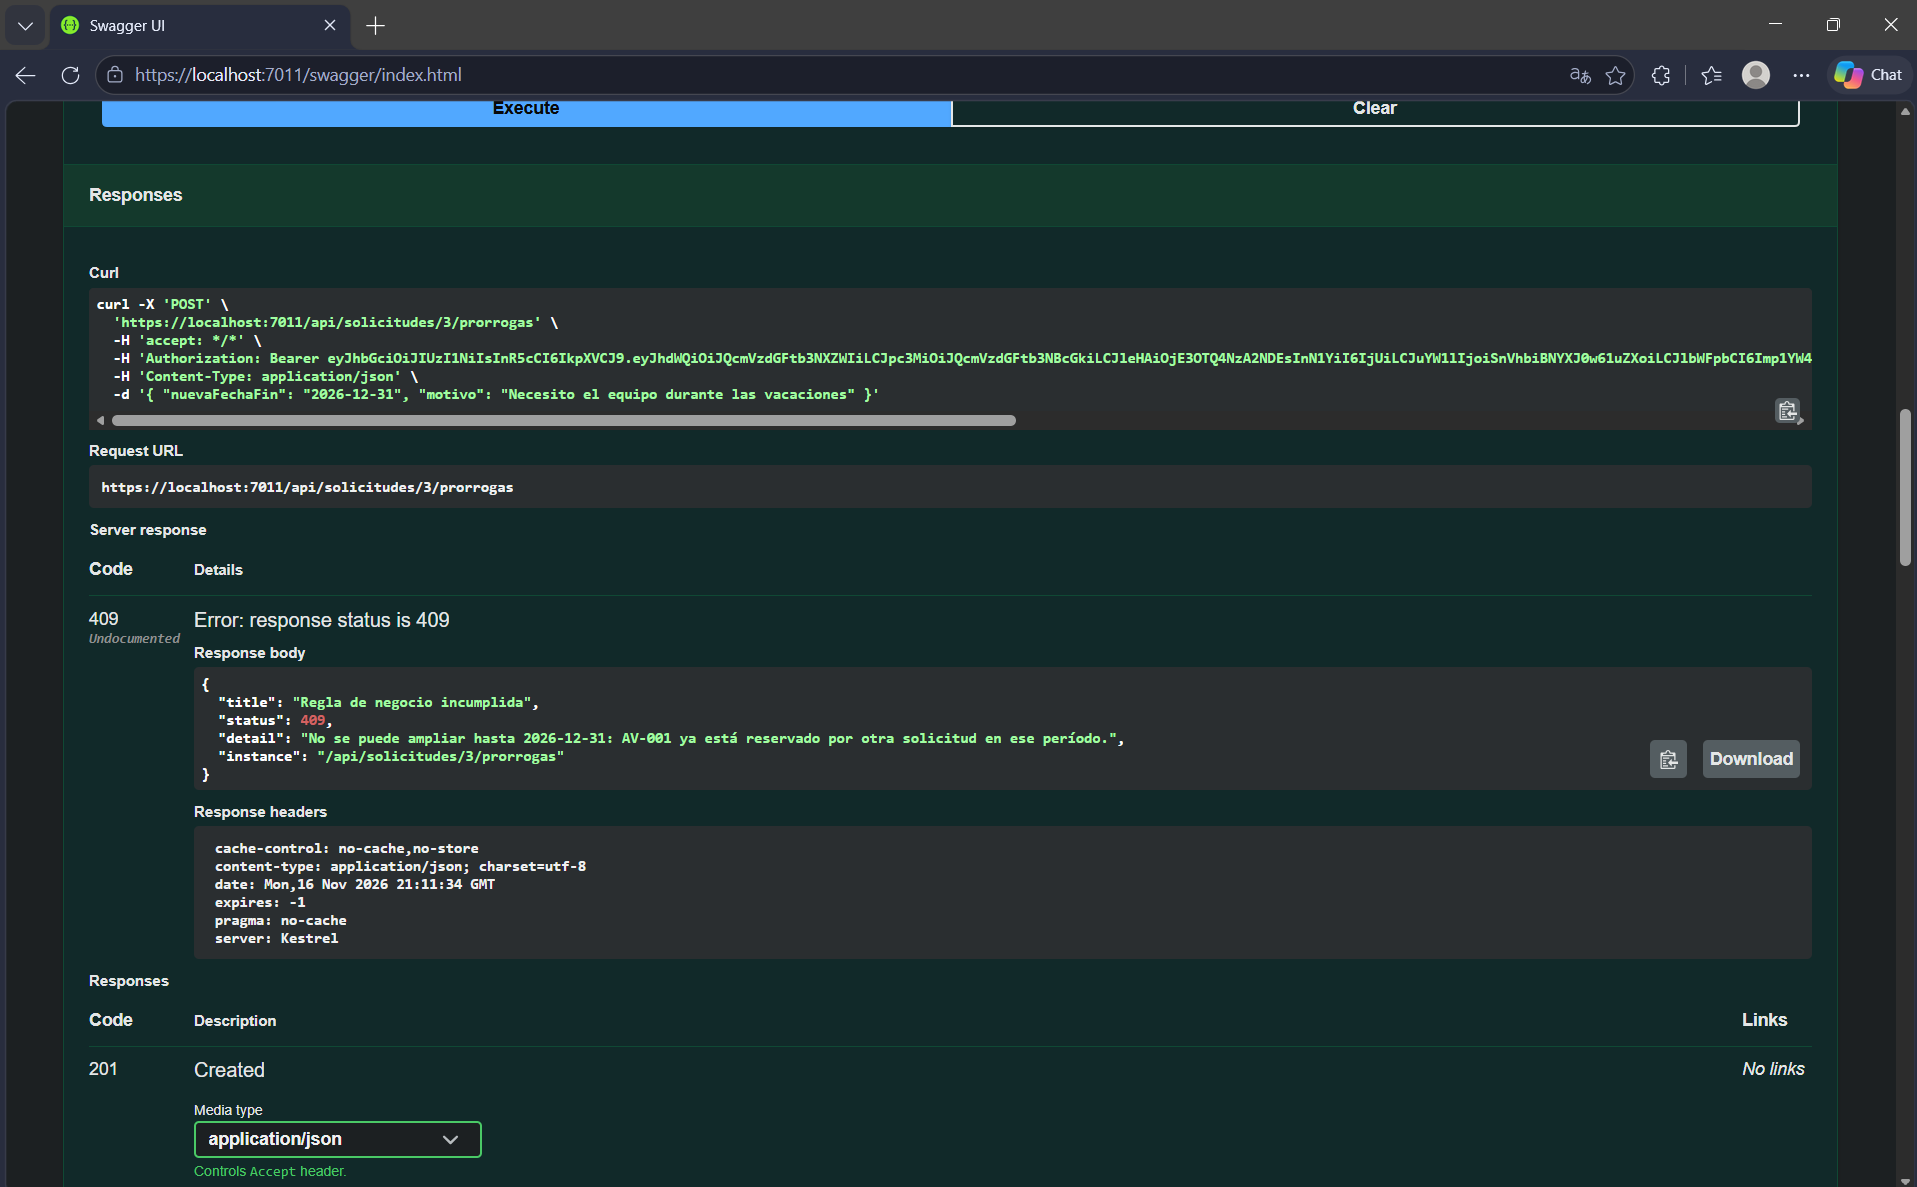 Swagger UI
https://localhost:7011/swagger/index.html
Chat
Execute
Clear
Responses
Curl
curl -X 'POST' \
'https://localhost:7011/api/solicitudes/3/prorrogas' \
-H 'accept: */*' \
-H 'Authorization: Bearer eyJhbGciOiJIUzI1NiIsInR5cCI6IkpXVCJ9.eyJhdWQiOiJQcmVzdGFtb3NXZWIiLCJpc3MiOiJQcmVzdGFtb3NBcGkiLCJleHAiOjE3OTQ4NzA2NDEsInN1YiI6IjUiLCJuYW1lIjoiSnVhbiBNYXJ0w61uZXoiLCJlbWFpbCI6Imp1YW4
-H 'Content-Type: application/json' \
-d '{ "nuevaFechaFin": "2026-12-31", "motivo": "Necesito el equipo durante las vacaciones" }'
Request URL
https://localhost:7011/api/solicitudes/3/prorrogas
Server response
Code Details
409 Error: response status is 409
Undocumented
Response body
{
"title": "Regla de negocio incumplida",
"status": 409,
"detail": "No se puede ampliar hasta 2026-12-31: AV-001 ya está reservado por otra solicitud en ese período.",
"instance": "/api/solicitudes/3/prorrogas"
}
Download
Response headers
cache-control: no-cache,no-store
content-type: application/json; charset=utf-8
date: Mon,16 Nov 2026 21:11:34 GMT
expires: -1
pragma: no-cache
server: Kestrel
Responses
Code Description Links
201 Created No links
Media type
application/json
Controls Accept header.